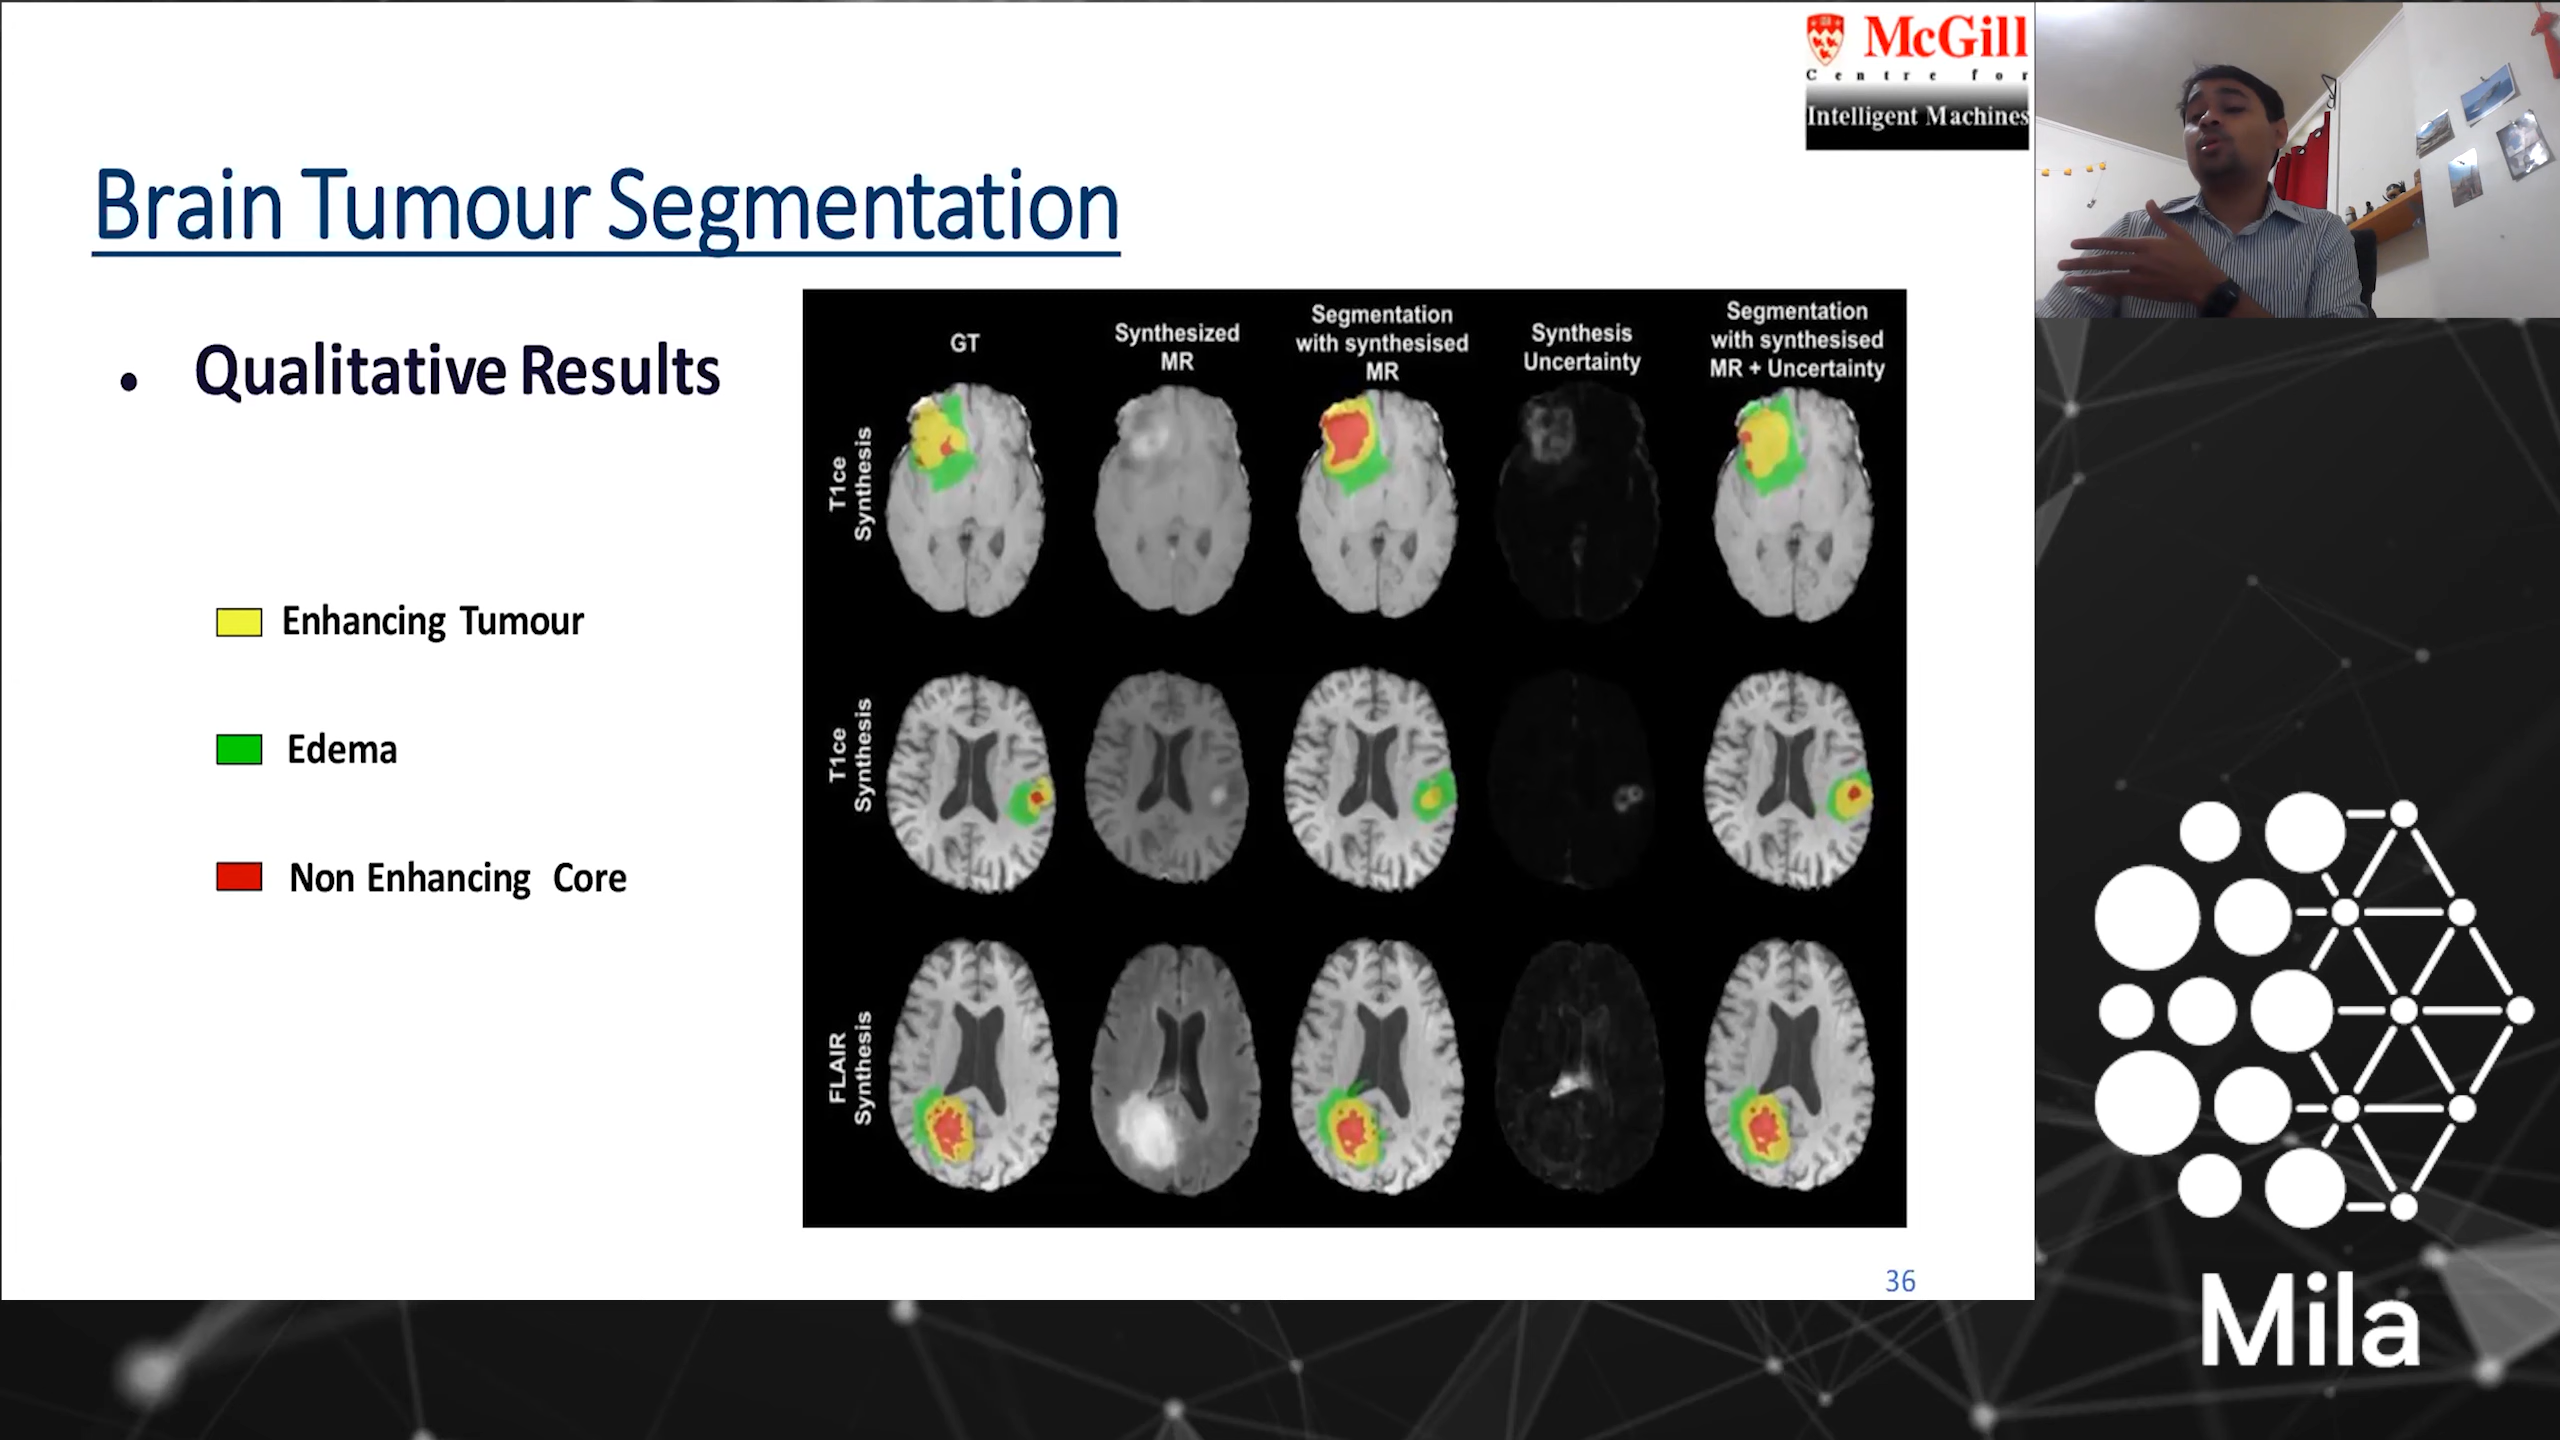 McGill
Centre for
Intelligent Machines
Brain Tumour Segmentation
• Qualitative Results
Enhancing Tumour
Edema
Non Enhancing Core
GT
Synthesized
MR
Segmentation
with synthesised
MR
Synthesis
Uncertainty
Segmentation
with synthesised
MR + Uncertainty
T1ce
Synthesis
T1ce
Synthesis
FLAIR
Synthesis
36
Mila